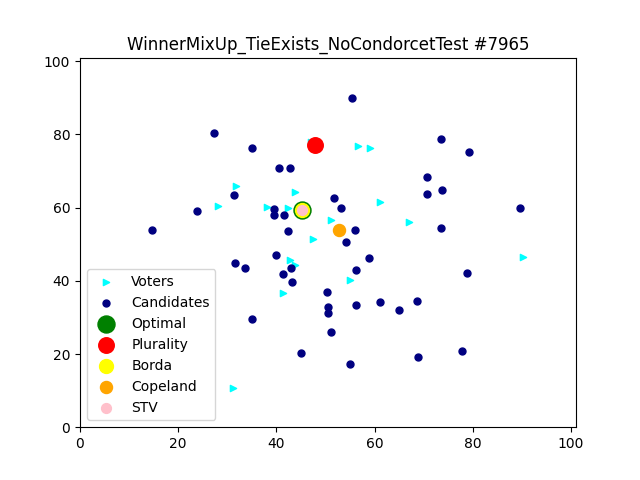 WinnerMixUp_TieExists_NoCondorcetTest #7965
100
80
60
40
20
0
0 20 40 60 80 100
Voters
Candidates
Optimal
Plurality
Borda
Copeland
STV